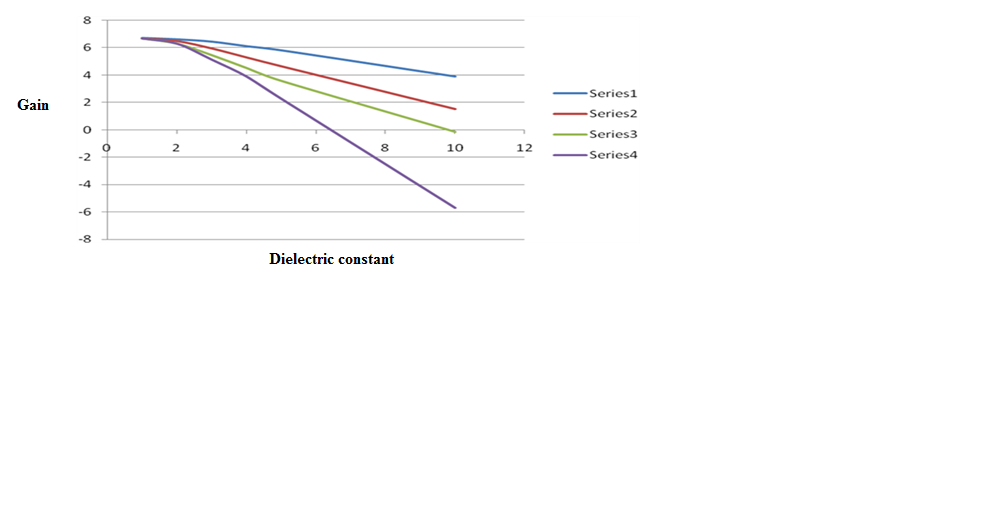 8
6
4
2
0
-2
-4
-6
-8
Gain
0 2 4 6 8 10 12
Dielectric constant
Series1
Series2
Series3
Series4